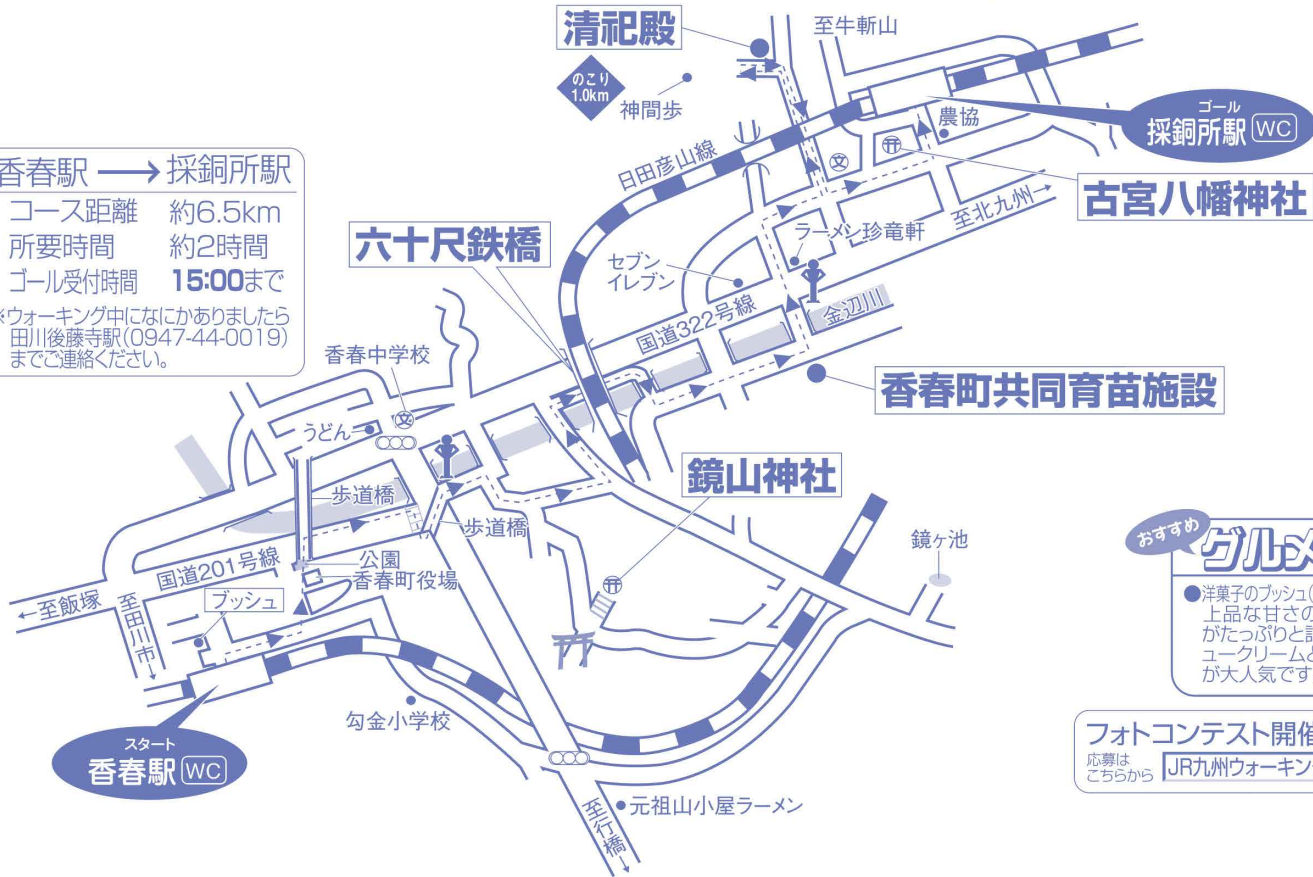 清祀殿
至牛斬山
のこり
1.0km
神間歩
ゴール
採銅所駅 WC
農協
日田彦山線
文
古宮八幡神社
至北九州→
香春駅 → 採銅所駅
コース距離 約6.5km
所要時間 約2時間
ゴール受付時間 15:00まで
※ウォーキング中になにかありましたら
田川後藤寺駅(0947-44-0019)
までご連絡ください。
六十尺鉄橋
ラーメン珍竜軒
セブン
イレブン
国道322号線
金辺川
香春町共同育苗施設
香春中学校
文
うどん
鏡山神社
歩道橋
歩道橋
鏡ヶ池
国道201号線
公園
香春町役場
←至飯塚
至田川市
ブッシュ
勾金小学校
スタート
香春駅 WC
元祖山小屋ラーメン
至行橋
おすすめ
グルメ
●洋菓子のブッシュ(
上品な甘さの
がたっぷりと
ュークリームと
が大人気です
フォトコンテスト開催
応募は
こちらから
JR九州ウォーキン